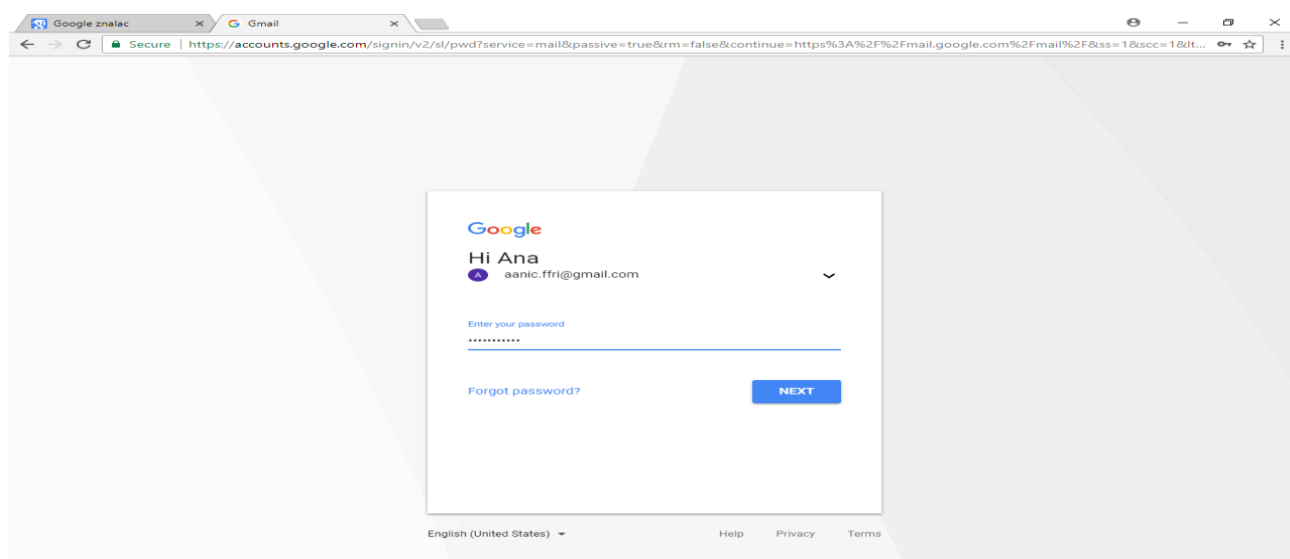 Google znalac
Gmail
Secure | https://accounts.google.com/signin/v2/sl/pwd?service=mail&passive=true&rm=false&continue=https%3A%2F%2Fmail.google.com%2Fmail%2F&ss=1&scc=1&lt...
Google
Hi Ana
A aanic.ffri@gmail.com
Enter your password
•••••••••••
Forgot password? NEXT
English (United States) Help Privacy Terms